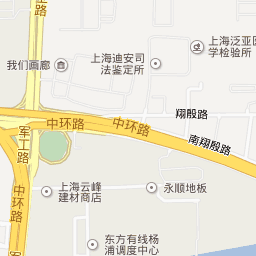 路
上海迪安司
法鉴定所
上海泛亚医
学检验所
我们画廊
翔殷路
中环路
中环路
南翔殷路
军工路
中环路
上海云峰
建材商店
永顺地板
东方有线杨
浦调度中心